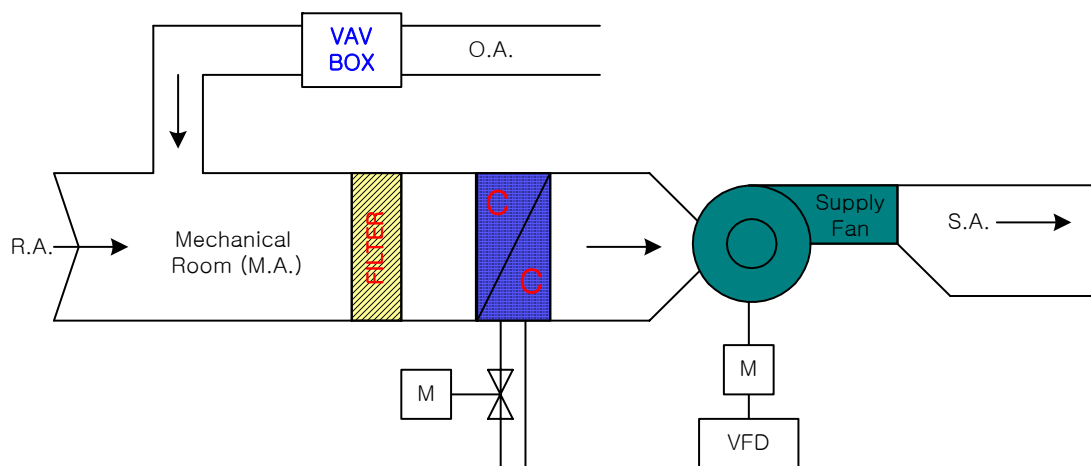 VAV
BOX
O.A.
R.A.
Mechanical
Room (M.A.)
FILTER
C
C
Supply
Fan
S.A.
M
M
VFD